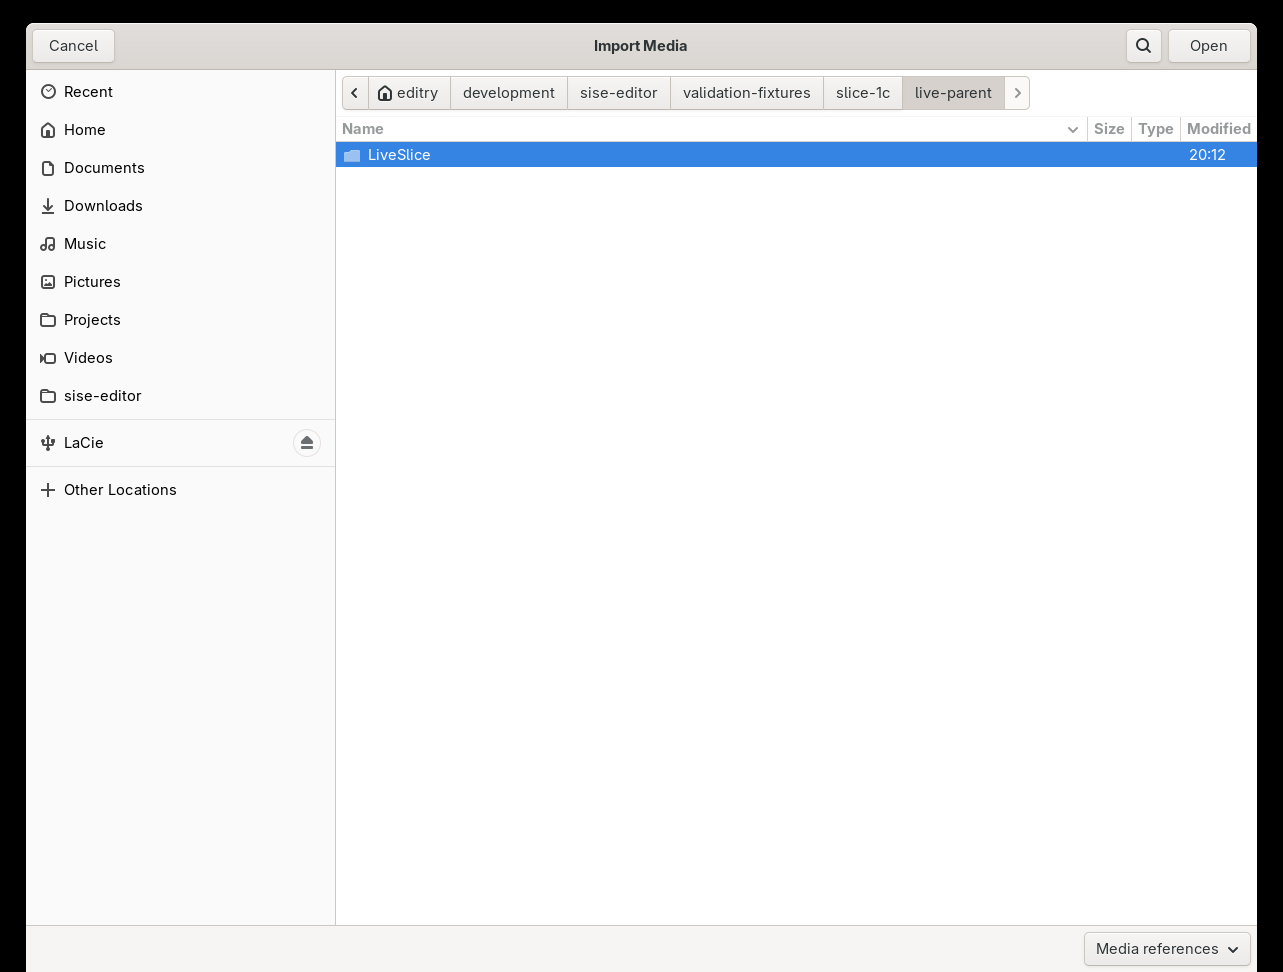 Cancel
Import Media
Open
Recent
Home
Documents
Downloads
Music
Pictures
Projects
Videos
sise-editor
LaCie
Other Locations
editry development sise-editor validation-fixtures slice-1c live-parent
Name Size Type Modified
LiveSlice 20:12
Media references